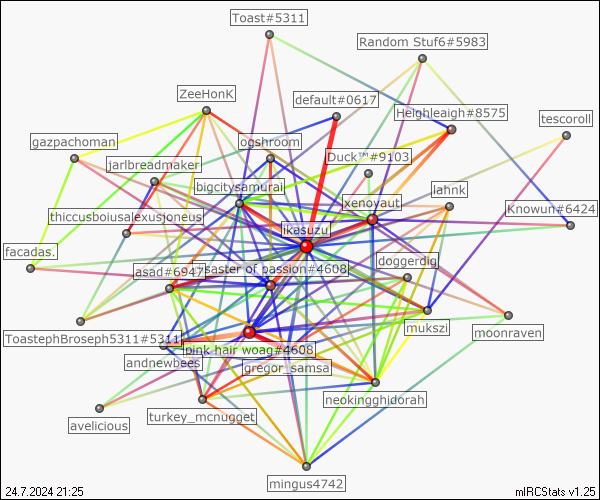 Toast#5311
Random Stuf6#5983
ZeeHonK
default#0617
Heighleaigh#8575
tescoroll
gazpachoman
ogshroom
Duck™#9103
jarlbreadmaker
bigcitysamurai
lahnk
xenoyaut
Knowun#6424
thiccusboiusalexusjoneus
ikasuzu
facadas.
asad#6947
saster of passion#4608
doggerdig
ToastephBroseph5311#5311
mukszi
moonraven
pink hair woag#4608
andnewbees
gregor_samsa
neokingghidorah
avelicious
turkey_mcnugget
mingus4742
24.7.2024 21:25
mIRCStats v1.25